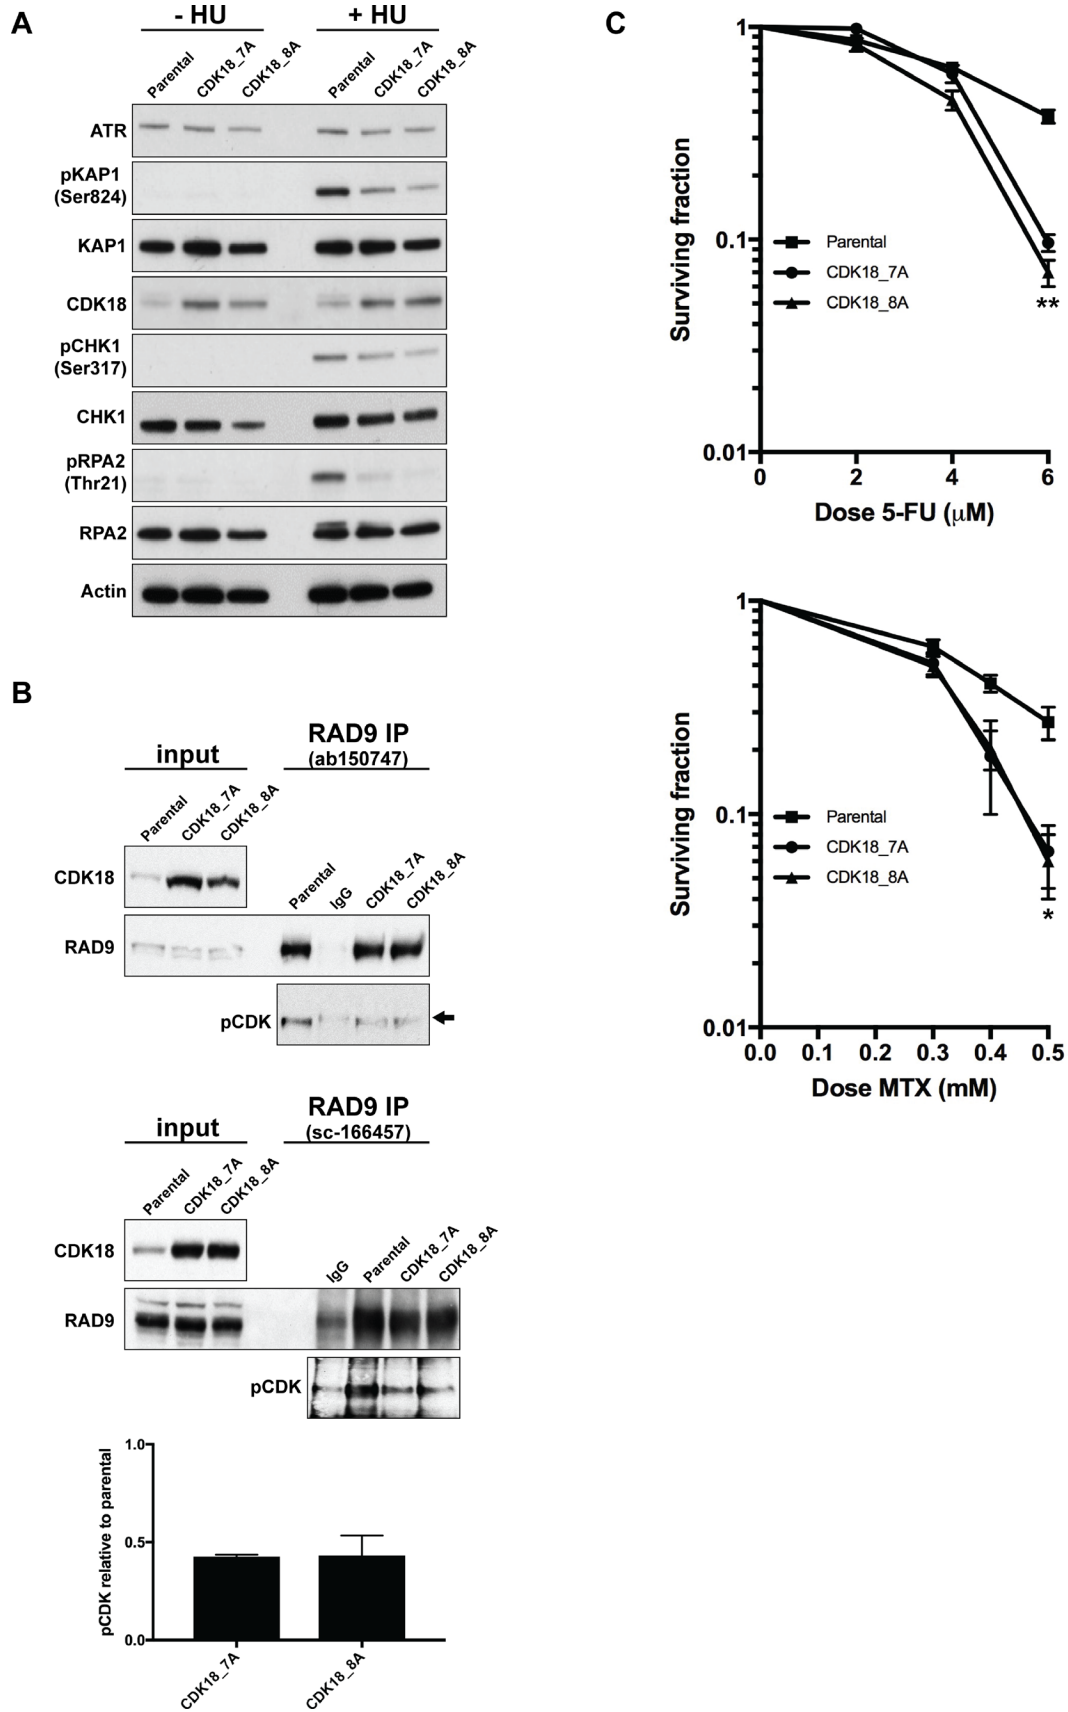 A
- HU
+ HU
Parental
CDK18_7A
CDK18_8A
Parental
CDK18_7A
CDK18_8A
ATR
pKAP1
(Ser824)
KAP1
CDK18
pCHK1
(Ser317)
CHK1
pRPA2
(Thr21)
RPA2
Actin
B
input
RAD9 IP
(ab150747)
Parental
CDK18_7A
CDK18_8A
Parental
IgG
CDK18_7A
CDK18_8A
CDK18
RAD9
pCDK
input
RAD9 IP
(sc-166457)
Parental
CDK18_7A
CDK18_8A
IgG
Parental
CDK18_7A
CDK18_8A
CDK18
RAD9
pCDK
pCDK relative to parental
1.0
0.5
0.0
CDK18_7A
CDK18_8A
C
Surviving fraction
1
0.1
0.01
Parental
CDK18_7A
CDK18_8A
**
0
2
4
6
Dose 5-FU (μM)
Surviving fraction
1
0.1
0.01
Parental
CDK18_7A
CDK18_8A
*
0.0
0.1
0.2
0.3
0.4
0.5
Dose MTX (mM)